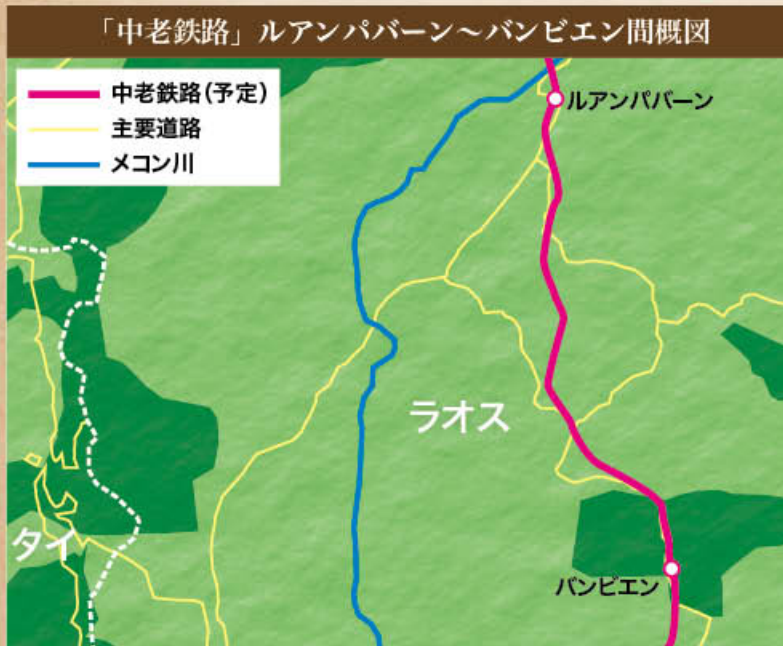 「中老鉄路」ルアンパバーン～バンビエン間概図
中老鉄路(予定)
主要道路
メコン川
ルアンパバーン
ラオス
タイ
バンビエン